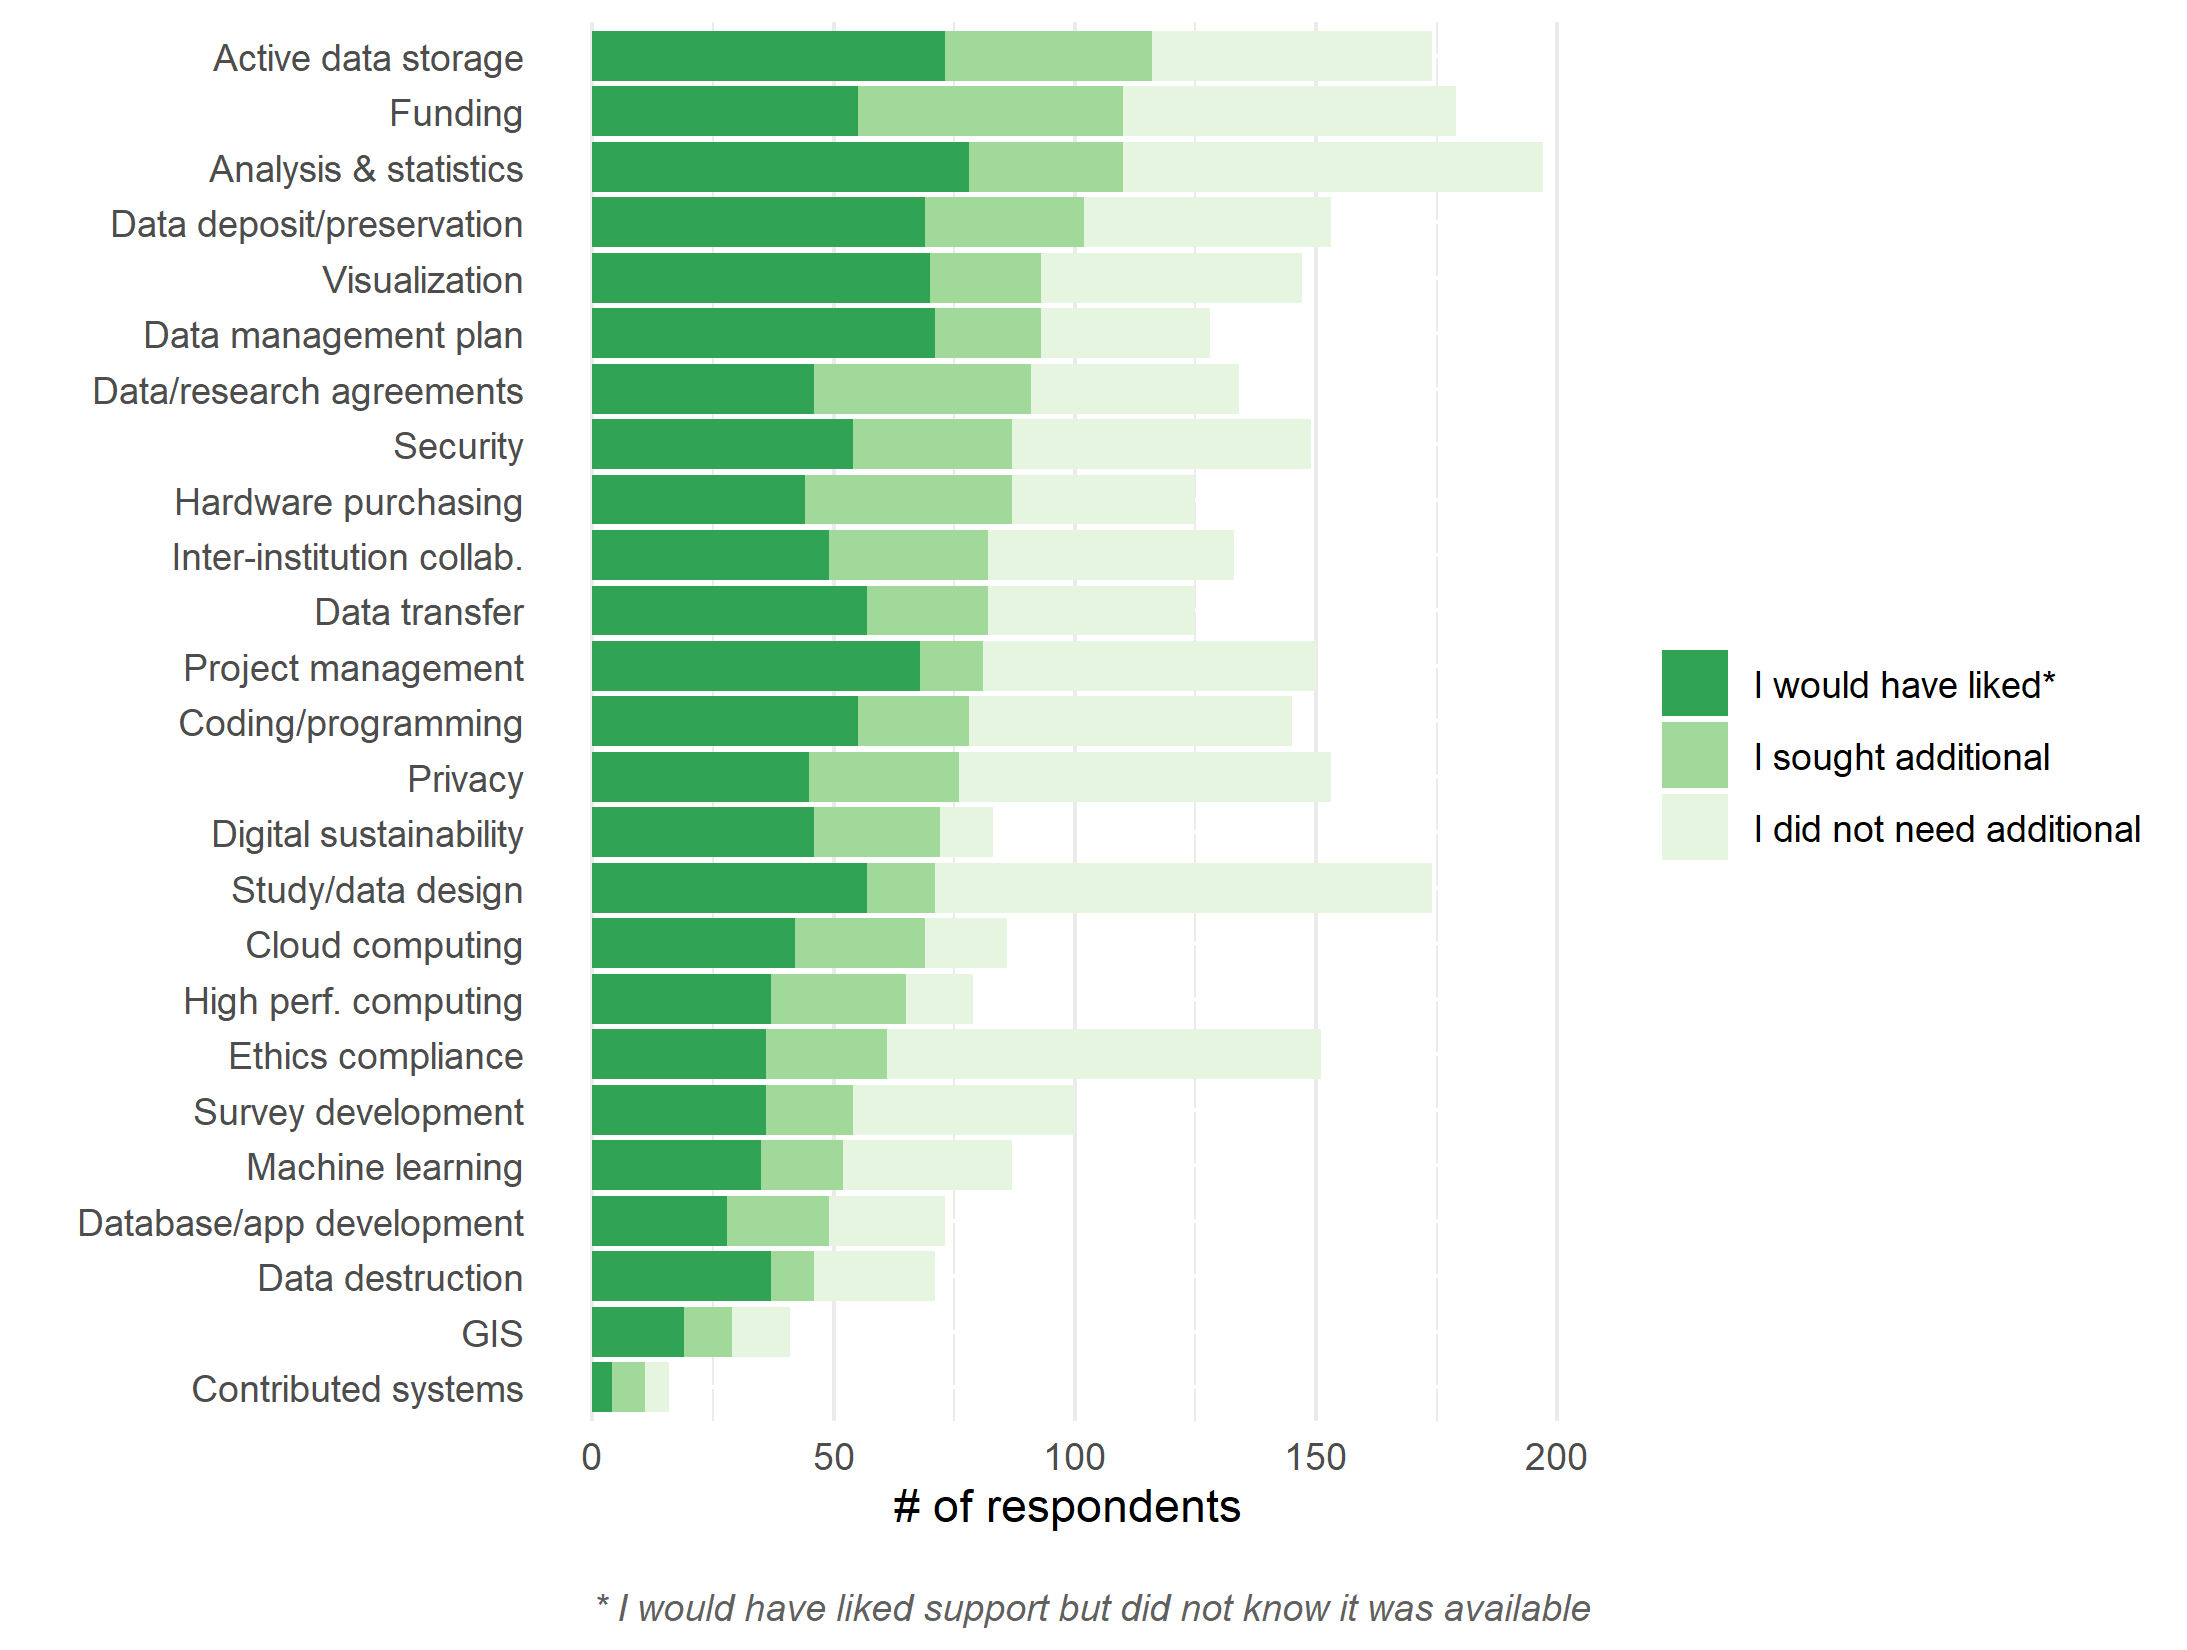 Active data storage
Funding
Analysis & statistics
Data deposit/preservation
Visualization
Data management plan
Data/research agreements
Security
Hardware purchasing
Inter-institution collab.
Data transfer
Project management
Coding/programming
Privacy
Digital sustainability
Study/data design
Cloud computing
High perf. computing
Ethics compliance
Survey development
Machine learning
Database/app development
Data destruction
GIS
Contributed systems
0 50 100 150 200
# of respondents
I would have liked*
I sought additional
I did not need additional
* I would have liked support but did not know it was available